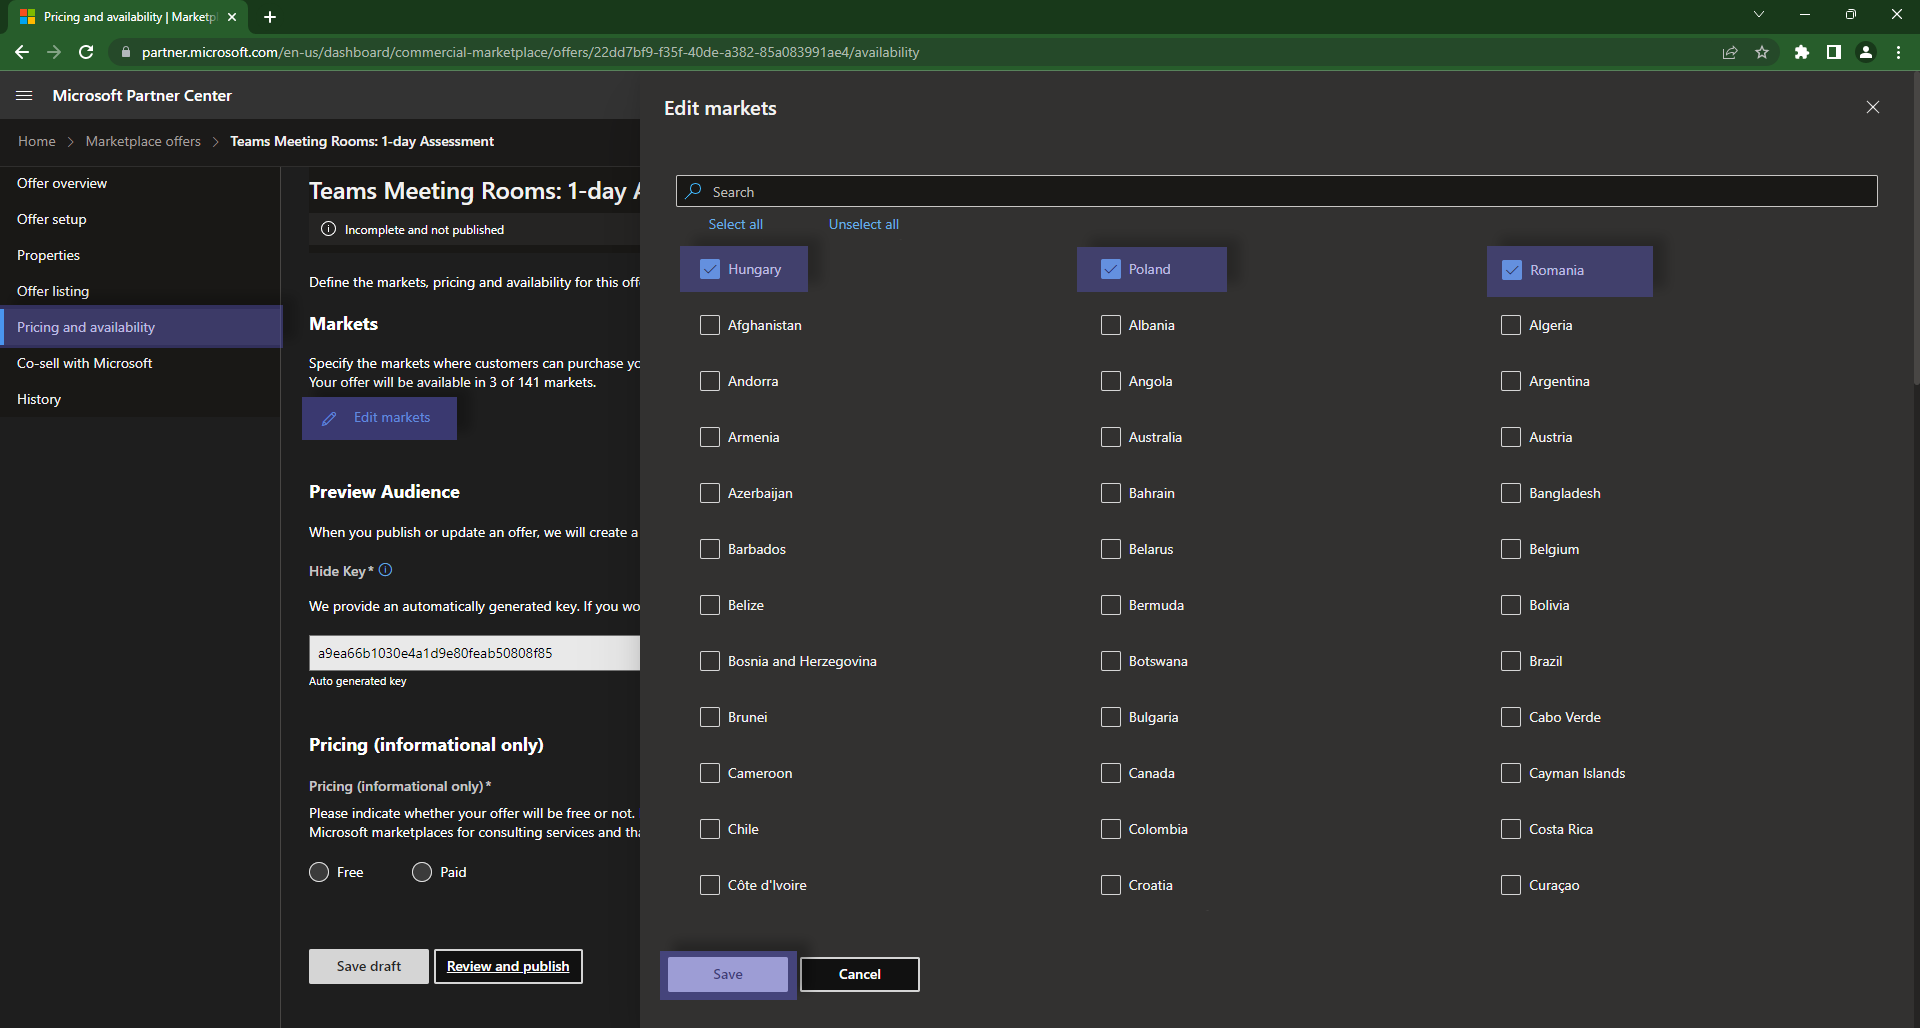 Pricing and availability | Marketpl
partner.microsoft.com/en-us/dashboard/commercial-marketplace/offers/22dd7bf9-f35f-40de-a382-85a083991ae4/availability
Microsoft Partner Center
Home > Marketplace offers > Teams Meeting Rooms: 1-day Assessment
Offer overview
Offer setup
Properties
Offer listing
Pricing and availability
Co-sell with Microsoft
History
Teams Meeting Rooms: 1-day A
Incomplete and not published
Define the markets, pricing and availability for this off
Markets
Specify the markets where customers can purchase yo
Your offer will be available in 3 of 141 markets.
Edit markets
Preview Audience
When you publish or update an offer, we will create a
Hide Key*
We provide an automatically generated key. If you wo
a9ea66b1030e4a1d9e80feab50808f85
Auto generated key
Pricing (informational only)
Pricing (informational only)*
Please indicate whether your offer will be free or not.
Microsoft marketplaces for consulting services and tha
Free Paid
Save draft Review and publish
Edit markets
Search
Select all Unselect all
Hungary Poland Romania
Afghanistan Albania Algeria
Andorra Angola Argentina
Armenia Australia Austria
Azerbaijan Bahrain Bangladesh
Barbados Belarus Belgium
Belize Bermuda Bolivia
Bosnia and Herzegovina Botswana Brazil
Brunei Bulgaria Cabo Verde
Cameroon Canada Cayman Islands
Chile Colombia Costa Rica
Côte d'Ivoire Croatia Curaçao
Save Cancel